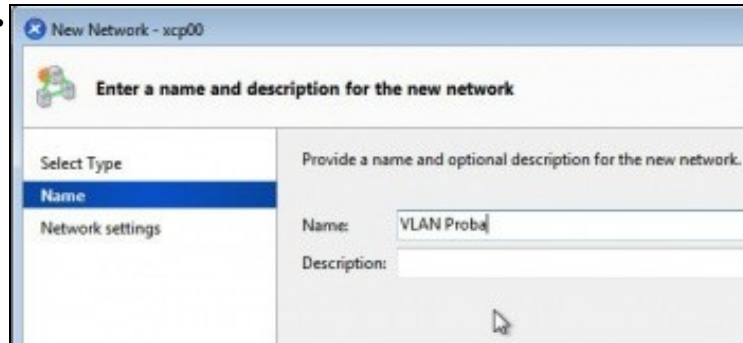 New Network - xcp00
Enter a name and description for the new network
Select Type
Provide a name and optional description for the new network.
Name
Network settings
Name: VLAN Proba
Description: